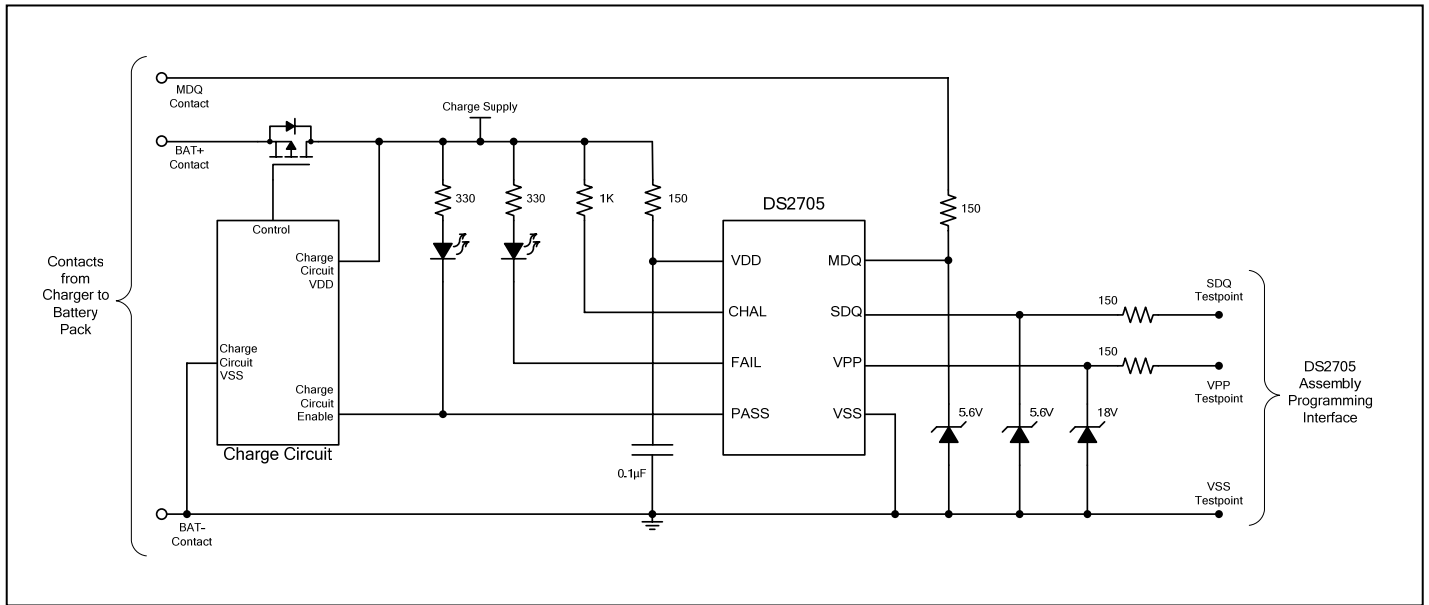 MDQ
Contact
Charge Supply
BAT+
Contact
330
330
1K
150
DS2705
150
Control
Charge
Circuit
VDD
VDD
MDQ
Contacts
from
Charger to
Battery
Pack
SDQ
Testpoint
150
CHAL
SDQ
Charge
Circuit
VSS
FAIL
VPP
150
VPP
Testpoint
DS2705
Assembly
Programming
Interface
Charge
Circuit
Enable
PASS
VSS
5.6V
5.6V
18V
Charge Circuit
0.1µF
VSS
Testpoint
BAT–
Contact